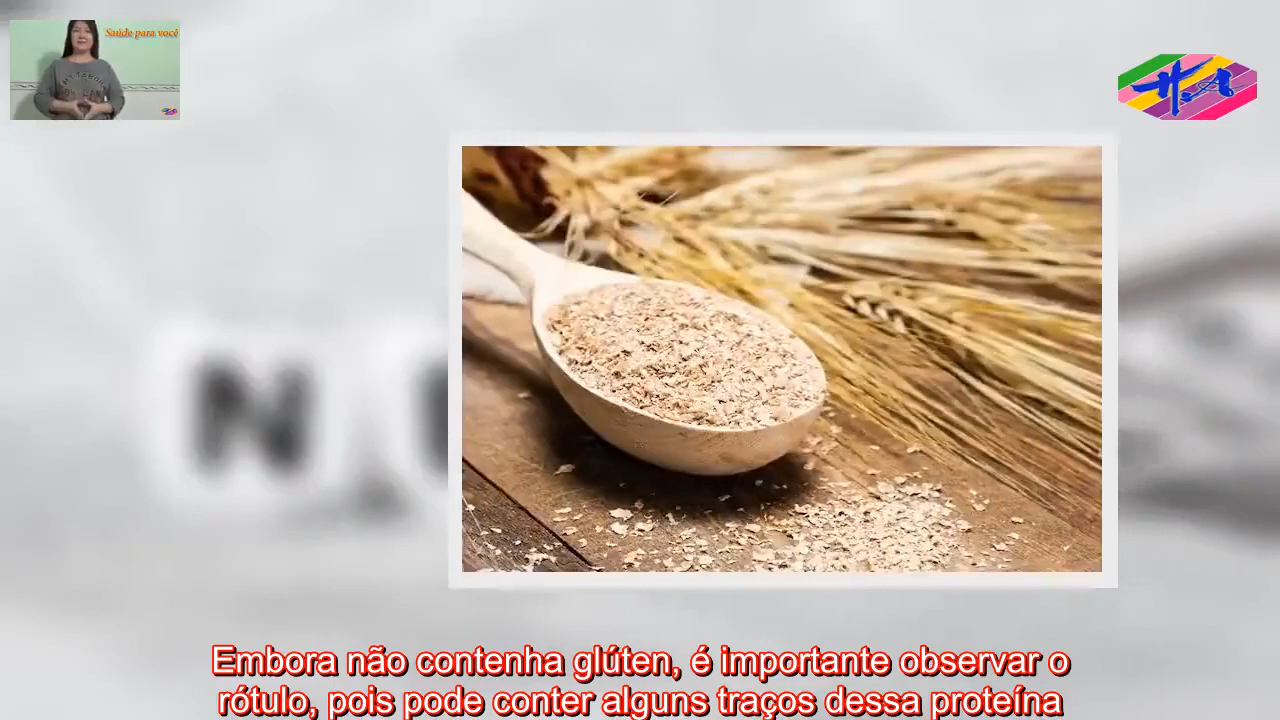 Saúde para você
H.A
N
Embora não contenha glúten, é importante observar o
rótulo, pois pode conter alguns traços dessa proteína